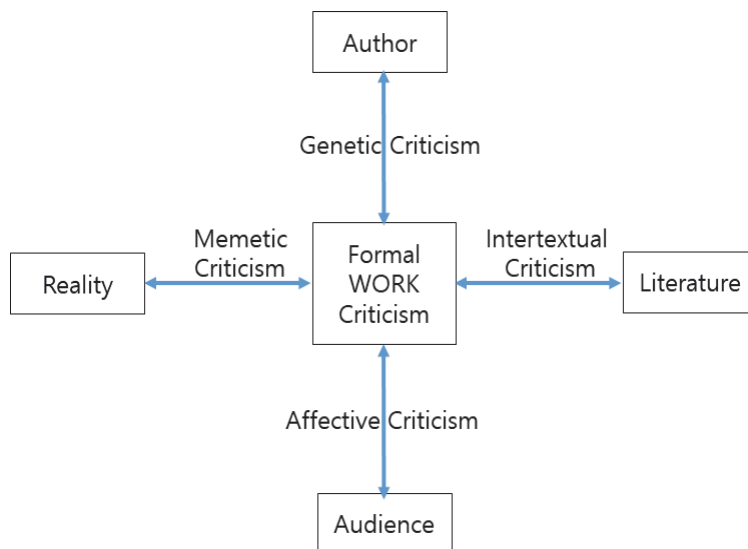 Author
Genetic Criticism
Memetic
Criticism
Intertextual
Criticism
Reality
Formal
WORK
Criticism
Literature
Affective Criticism
Audience